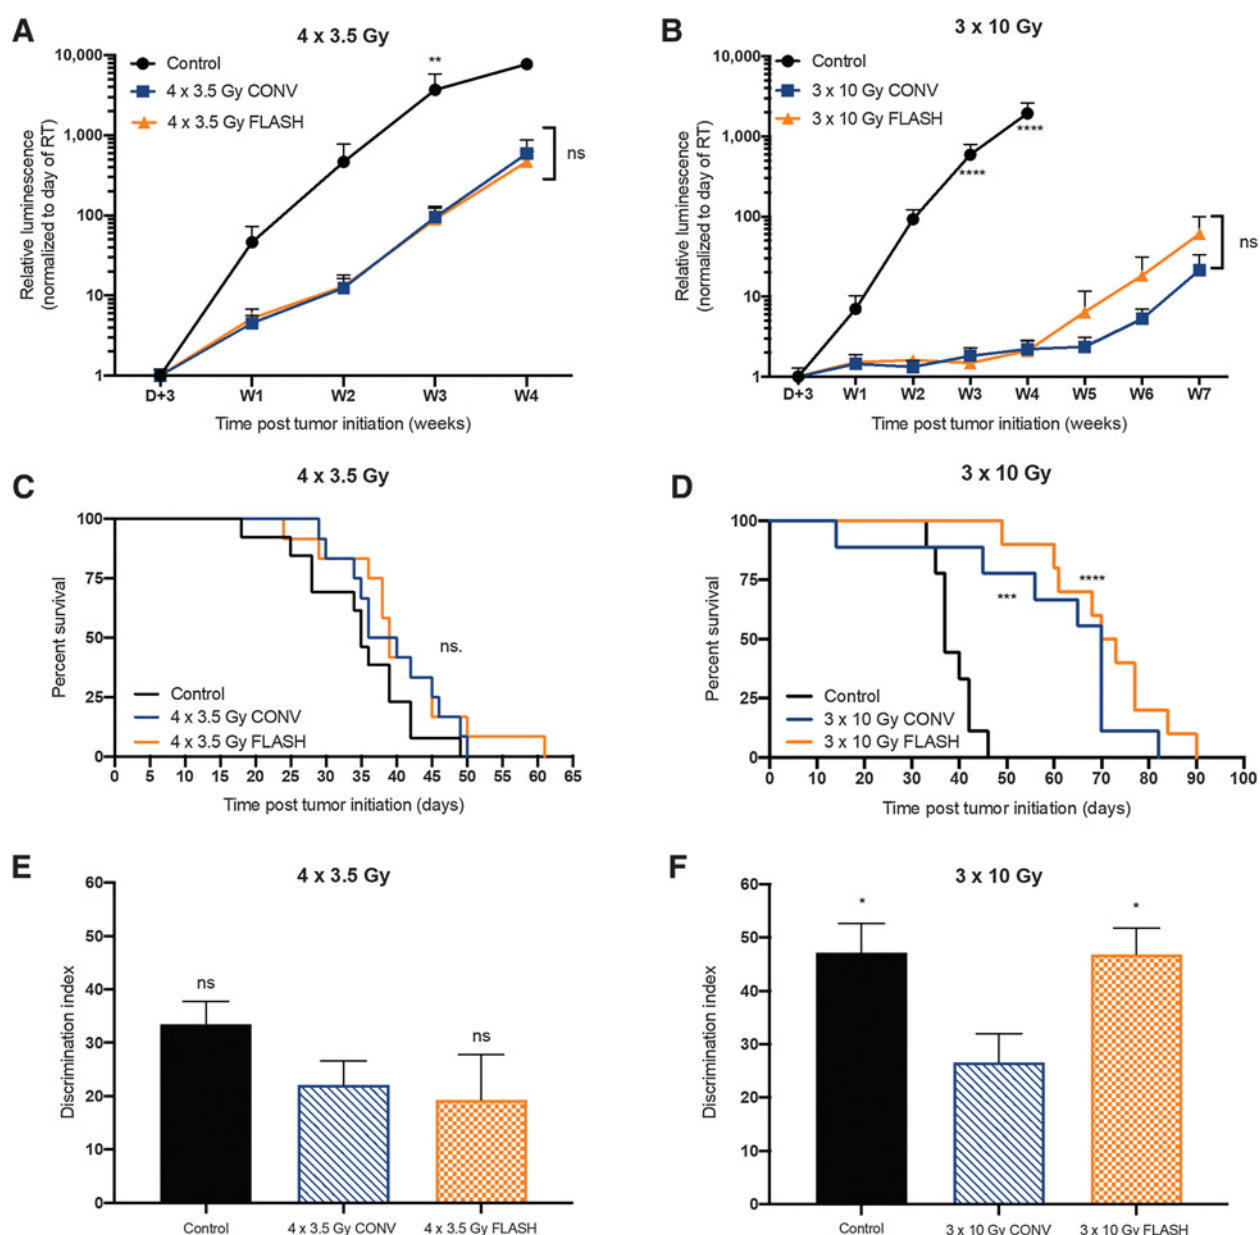 A
4 x 3.5 Gy
10,000
1,000
100
10
1
Relative luminescence
(normalized to day of RT)
Control
4 x 3.5 Gy CONV
4 x 3.5 Gy FLASH
**
ns
D+3 W1 W2 W3 W4
Time post tumor initiation (weeks)
B
3 x 10 Gy
10,000
1,000
100
10
1
Relative luminescence
(normalized to day of RT)
Control
3 x 10 Gy CONV
3 x 10 Gy FLASH
****
****
ns
D+3 W1 W2 W3 W4 W5 W6 W7
Time post tumor initiation (weeks)
C
4 x 3.5 Gy
100
75
50
25
0
Percent survival
ns.
Control
4 x 3.5 Gy CONV
4 x 3.5 Gy FLASH
0 5 10 15 20 25 30 35 40 45 50 55 60 65
Time post tumor initiation (days)
D
3 x 10 Gy
100
75
50
25
0
Percent survival
****
***
Control
3 x 10 Gy CONV
3 x 10 Gy FLASH
0 10 20 30 40 50 60 70 80 90 100
Time post tumor initiation (days)
E
4 x 3.5 Gy
60
50
40
30
20
10
0
Discrimination index
ns
ns
Control 4 x 3.5 Gy CONV 4 x 3.5 Gy FLASH
F
3 x 10 Gy
60
50
40
30
20
10
0
Discrimination index
*
*
Control 3 x 10 Gy CONV 3 x 10 Gy FLASH